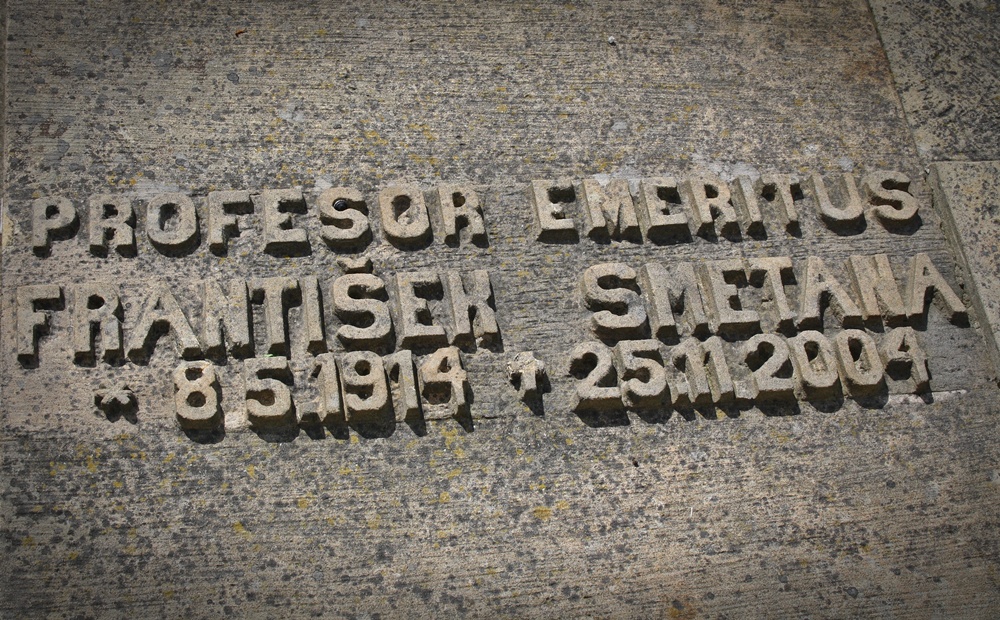 PROFESOR EMERITUS
FRANTIŠEK SMETANA
* 8.5.1914 † 25.11.2004